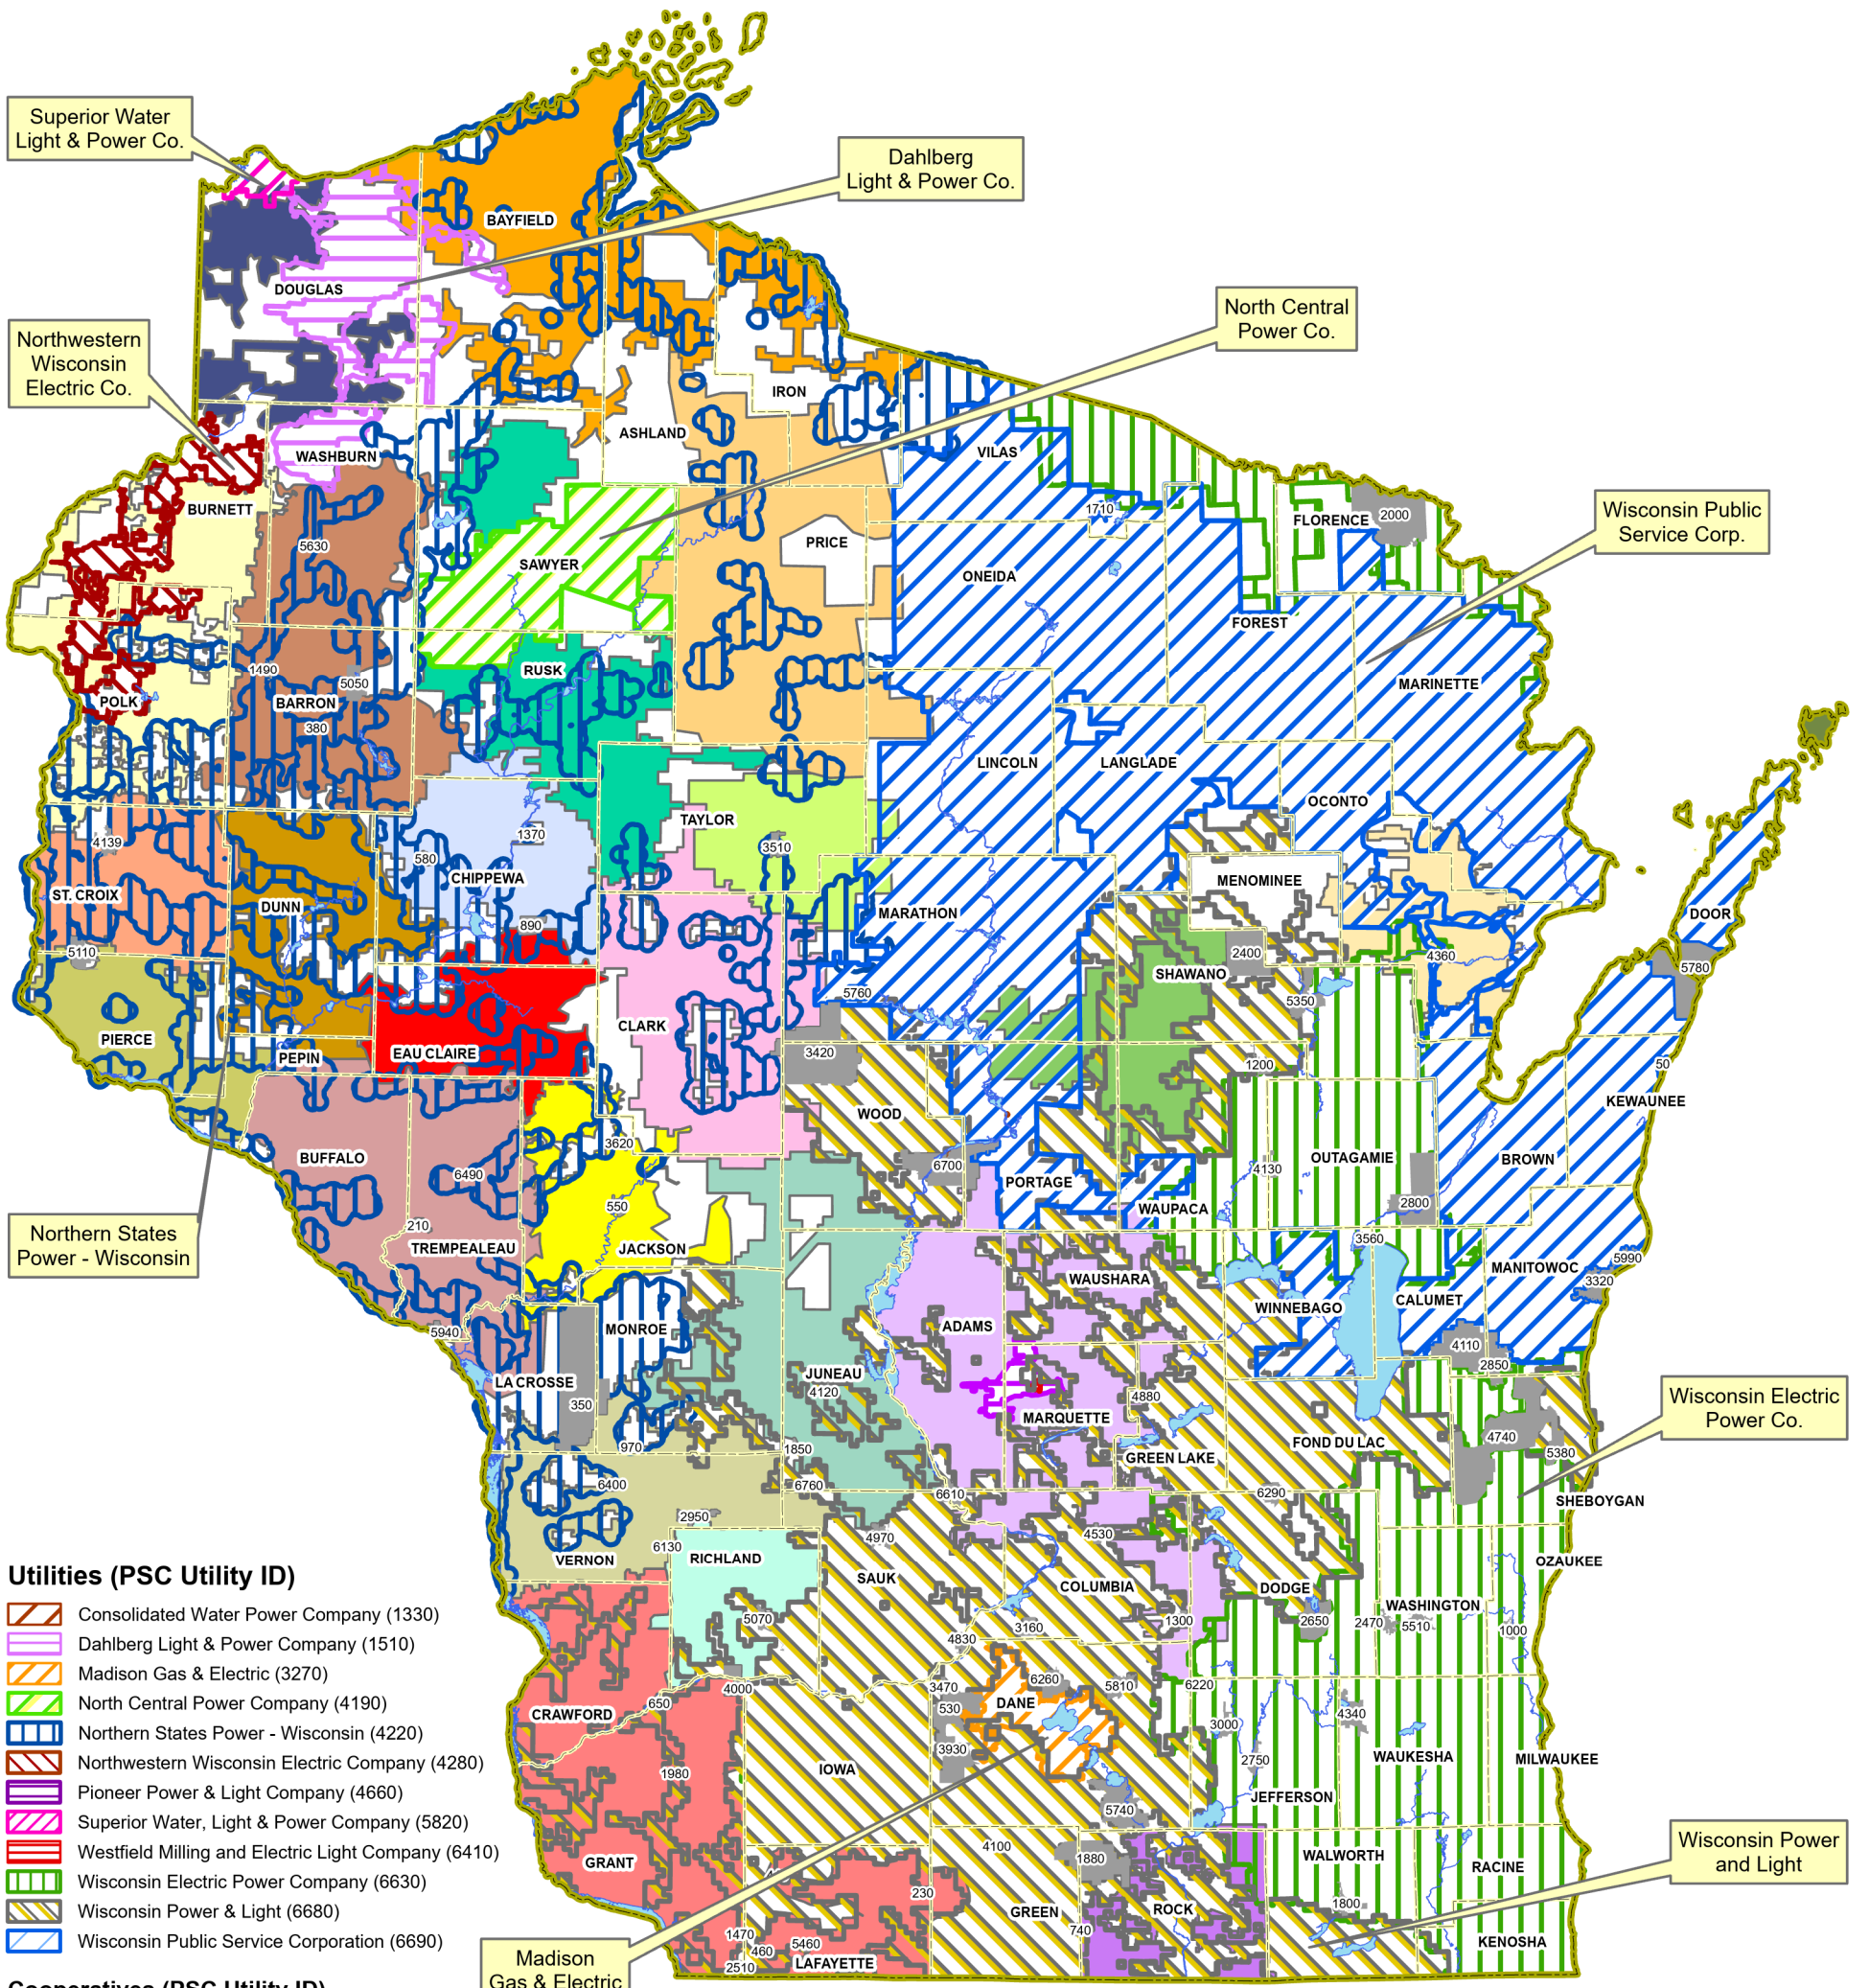 Superior Water
Light & Power Co.
Dahlberg
Light & Power Co.
BAYFIELD
DOUGLAS
North Central
Power Co.
Northwestern
Wisconsin
Electric Co.
IRON
ASHLAND
WASHBURN
VILAS
BURNETT
1710
FLORENCE
2000
Wisconsin Public
Service Corp.
5630
PRICE
SAWYER
ONEIDA
FOREST
1490
5050
RUSK
MARINETTE
POLK
BARRON
380
LINCOLN
LANGLADE
OCONTO
4139
1370
TAYLOR
3510
580
CHIPPEWA
MENOMINEE
ST. CROIX
DUNN
MARATHON
DOOR
890
5110
2400
4360
5780
SHAWANO
5760
5350
CLARK
PIERCE
PEPIN
EAU CLAIRE
3420
1200
50
WOOD
KEWAUNEE
3620
BUFFALO
6490
6700
4130
OUTAGAMIE
BROWN
PORTAGE
550
WAUPACA
2800
210
Northern States
Power - Wisconsin
TREMPEALEAU
JACKSON
3560
5990
WAUSHARA
MANITOWOC
3320
WINNEBAGO
CALUMET
5940
MONROE
ADAMS
4110
2850
JUNEAU
LA CROSSE
4120
4880
Wisconsin Electric
Power Co.
350
MARQUETTE
970
1850
4740
FOND DU LAC
5380
GREEN LAKE
6400
6760
6610
6290
SHEBOYGAN
2950
4970
4530
6130
VERNON
RICHLAND
OZAUKEE
SAUK
COLUMBIA
DODGE
WASHINGTON
5070
3160
1300
2650
2470
5510
1000
4830
4000
3470
6260
5810
6220
650
530
DANE
CRAWFORD
3000
4340
3930
2750
WAUKESHA
MILWAUKEE
IOWA
1980
JEFFERSON
5740
4100
Wisconsin Power
and Light
1880
WALWORTH
RACINE
GRANT
230
1800
GREEN
ROCK
740
1470
460
5460
KENOSHA
2510
LAFAYETTE
Madison
Gas & Electric
Utilities (PSC Utility ID)
Consolidated Water Power Company (1330)
Dahlberg Light & Power Company (1510)
Madison Gas & Electric (3270)
North Central Power Company (4190)
Northern States Power - Wisconsin (4220)
Northwestern Wisconsin Electric Company (4280)
Pioneer Power & Light Company (4660)
Superior Water, Light & Power Company (5820)
Westfield Milling and Electric Light Company (6410)
Wisconsin Electric Power Company (6630)
Wisconsin Power & Light (6680)
Wisconsin Public Service Corporation (6690)
Cooperatives (PSC Utility ID)